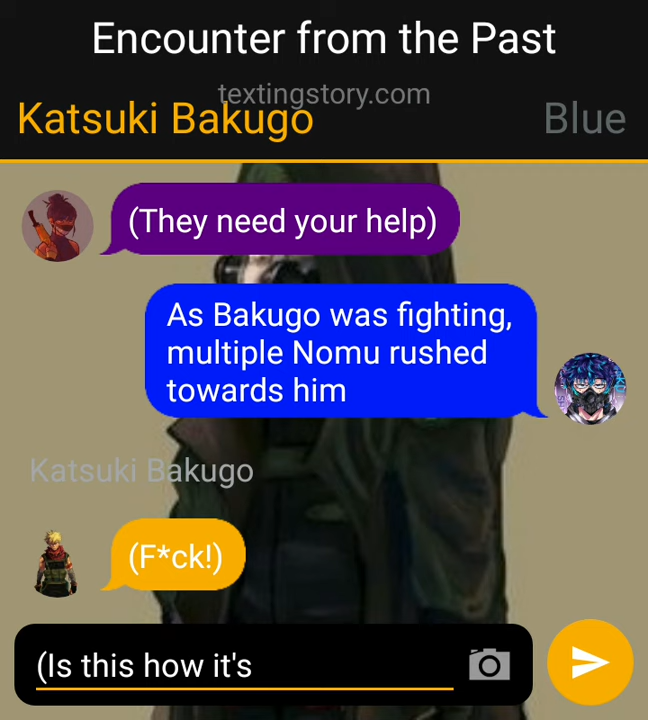 Encounter from the Past
textingstory.com
Katsuki Bakugo
Blue
(They need your help)
As Bakugo was fighting,
multiple Nomu rushed
towards him
Katsuki Bakugo
(F*ck!)
(Is this how it's